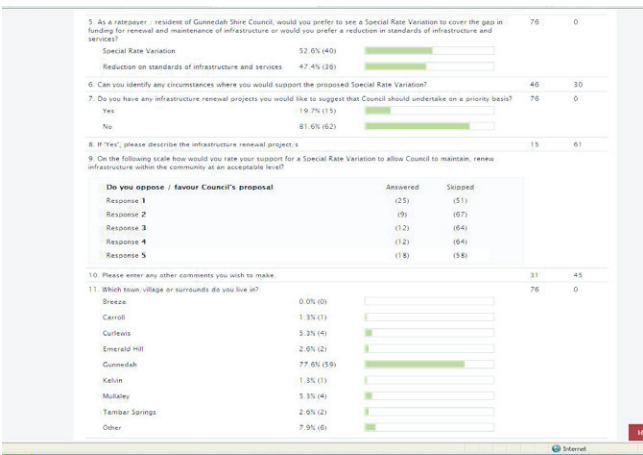 5. As a ratepayer / resident of Gunnedah Shire Council, would you prefer to see a Special Rate Variation to cover the gap in 76 0
funding for renewal and maintenance of infrastructure or would you prefer a reduction in standards of infrastructure and
services?
Special Rate Variation 52.6% (40)
Reduction on standards of infrastructure and services 47.4% (36)
6. Can you identify any circumstances where you would support the proposed Special Rate Variation? 46 30
7. Do you have any infrastructure renewal projects you would like to suggest that Council should undertake on a priority basis? 76 0
Yes 19.7% (15)
No 81.6% (62)
8. If 'Yes', please describe the infrastructure renewal project/s 15 61
9. On the following scale how would you rate your support for a Special Rate Variation to allow Council to maintain, renew
infrastructure within the community at an acceptable level?
Do you oppose / favour Council's proposal Answered Skipped
Response 1 (25) (51)
Response 2 (9) (67)
Response 3 (12) (64)
Response 4 (12) (64)
Response 5 (18) (58)
10. Please enter any other comments you wish to make. 31 45
11. Which town/village or surrounds do you live in? 76 0
Breeza 0.0% (0)
Carroll 1.3% (1)
Curlewis 5.3% (4)
Emerald Hill 2.6% (2)
Gunnedah 77.6% (59)
Kelvin 1.3% (1)
Mullaley 5.3% (4)
Tambar Springs 2.6% (2)
Other 7.9% (6)
H
Internet